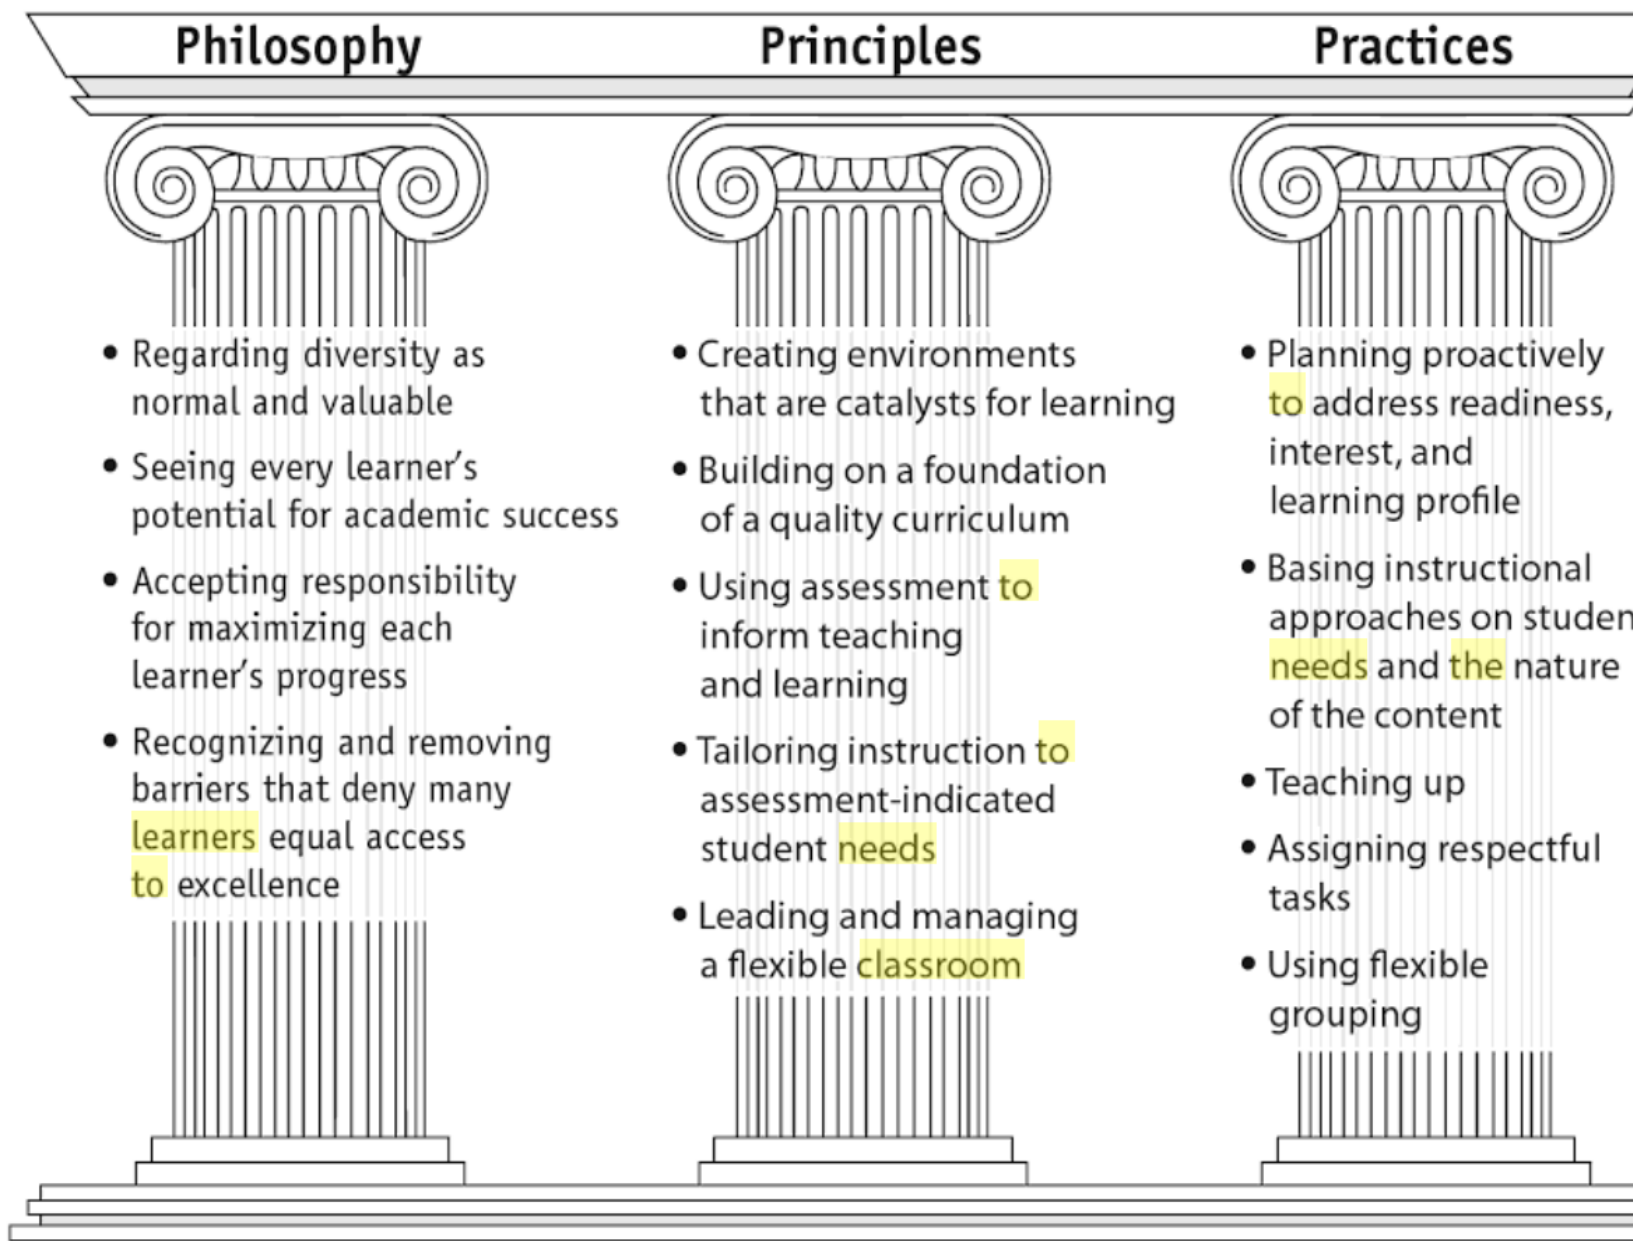 Philosophy
• Regarding diversity as
normal and valuable
• Seeing every learner's
potential for academic success
• Accepting responsibility
for maximizing each
learner's progress
• Recognizing and removing
barriers that deny many
learners equal access
to excellence
Principles
• Creating environments
that are catalysts for learning
• Building on a foundation
of a quality curriculum
• Using assessment to
inform teaching
and learning
• Tailoring instruction to
assessment-indicated
student needs
• Leading and managing
a flexible classroom
Practices
• Planning proactively
to address readiness,
interest, and
learning profile
• Basing instructional
approaches on studen
needs and the nature
of the content
• Teaching up
• Assigning respectful
tasks
• Using flexible
grouping